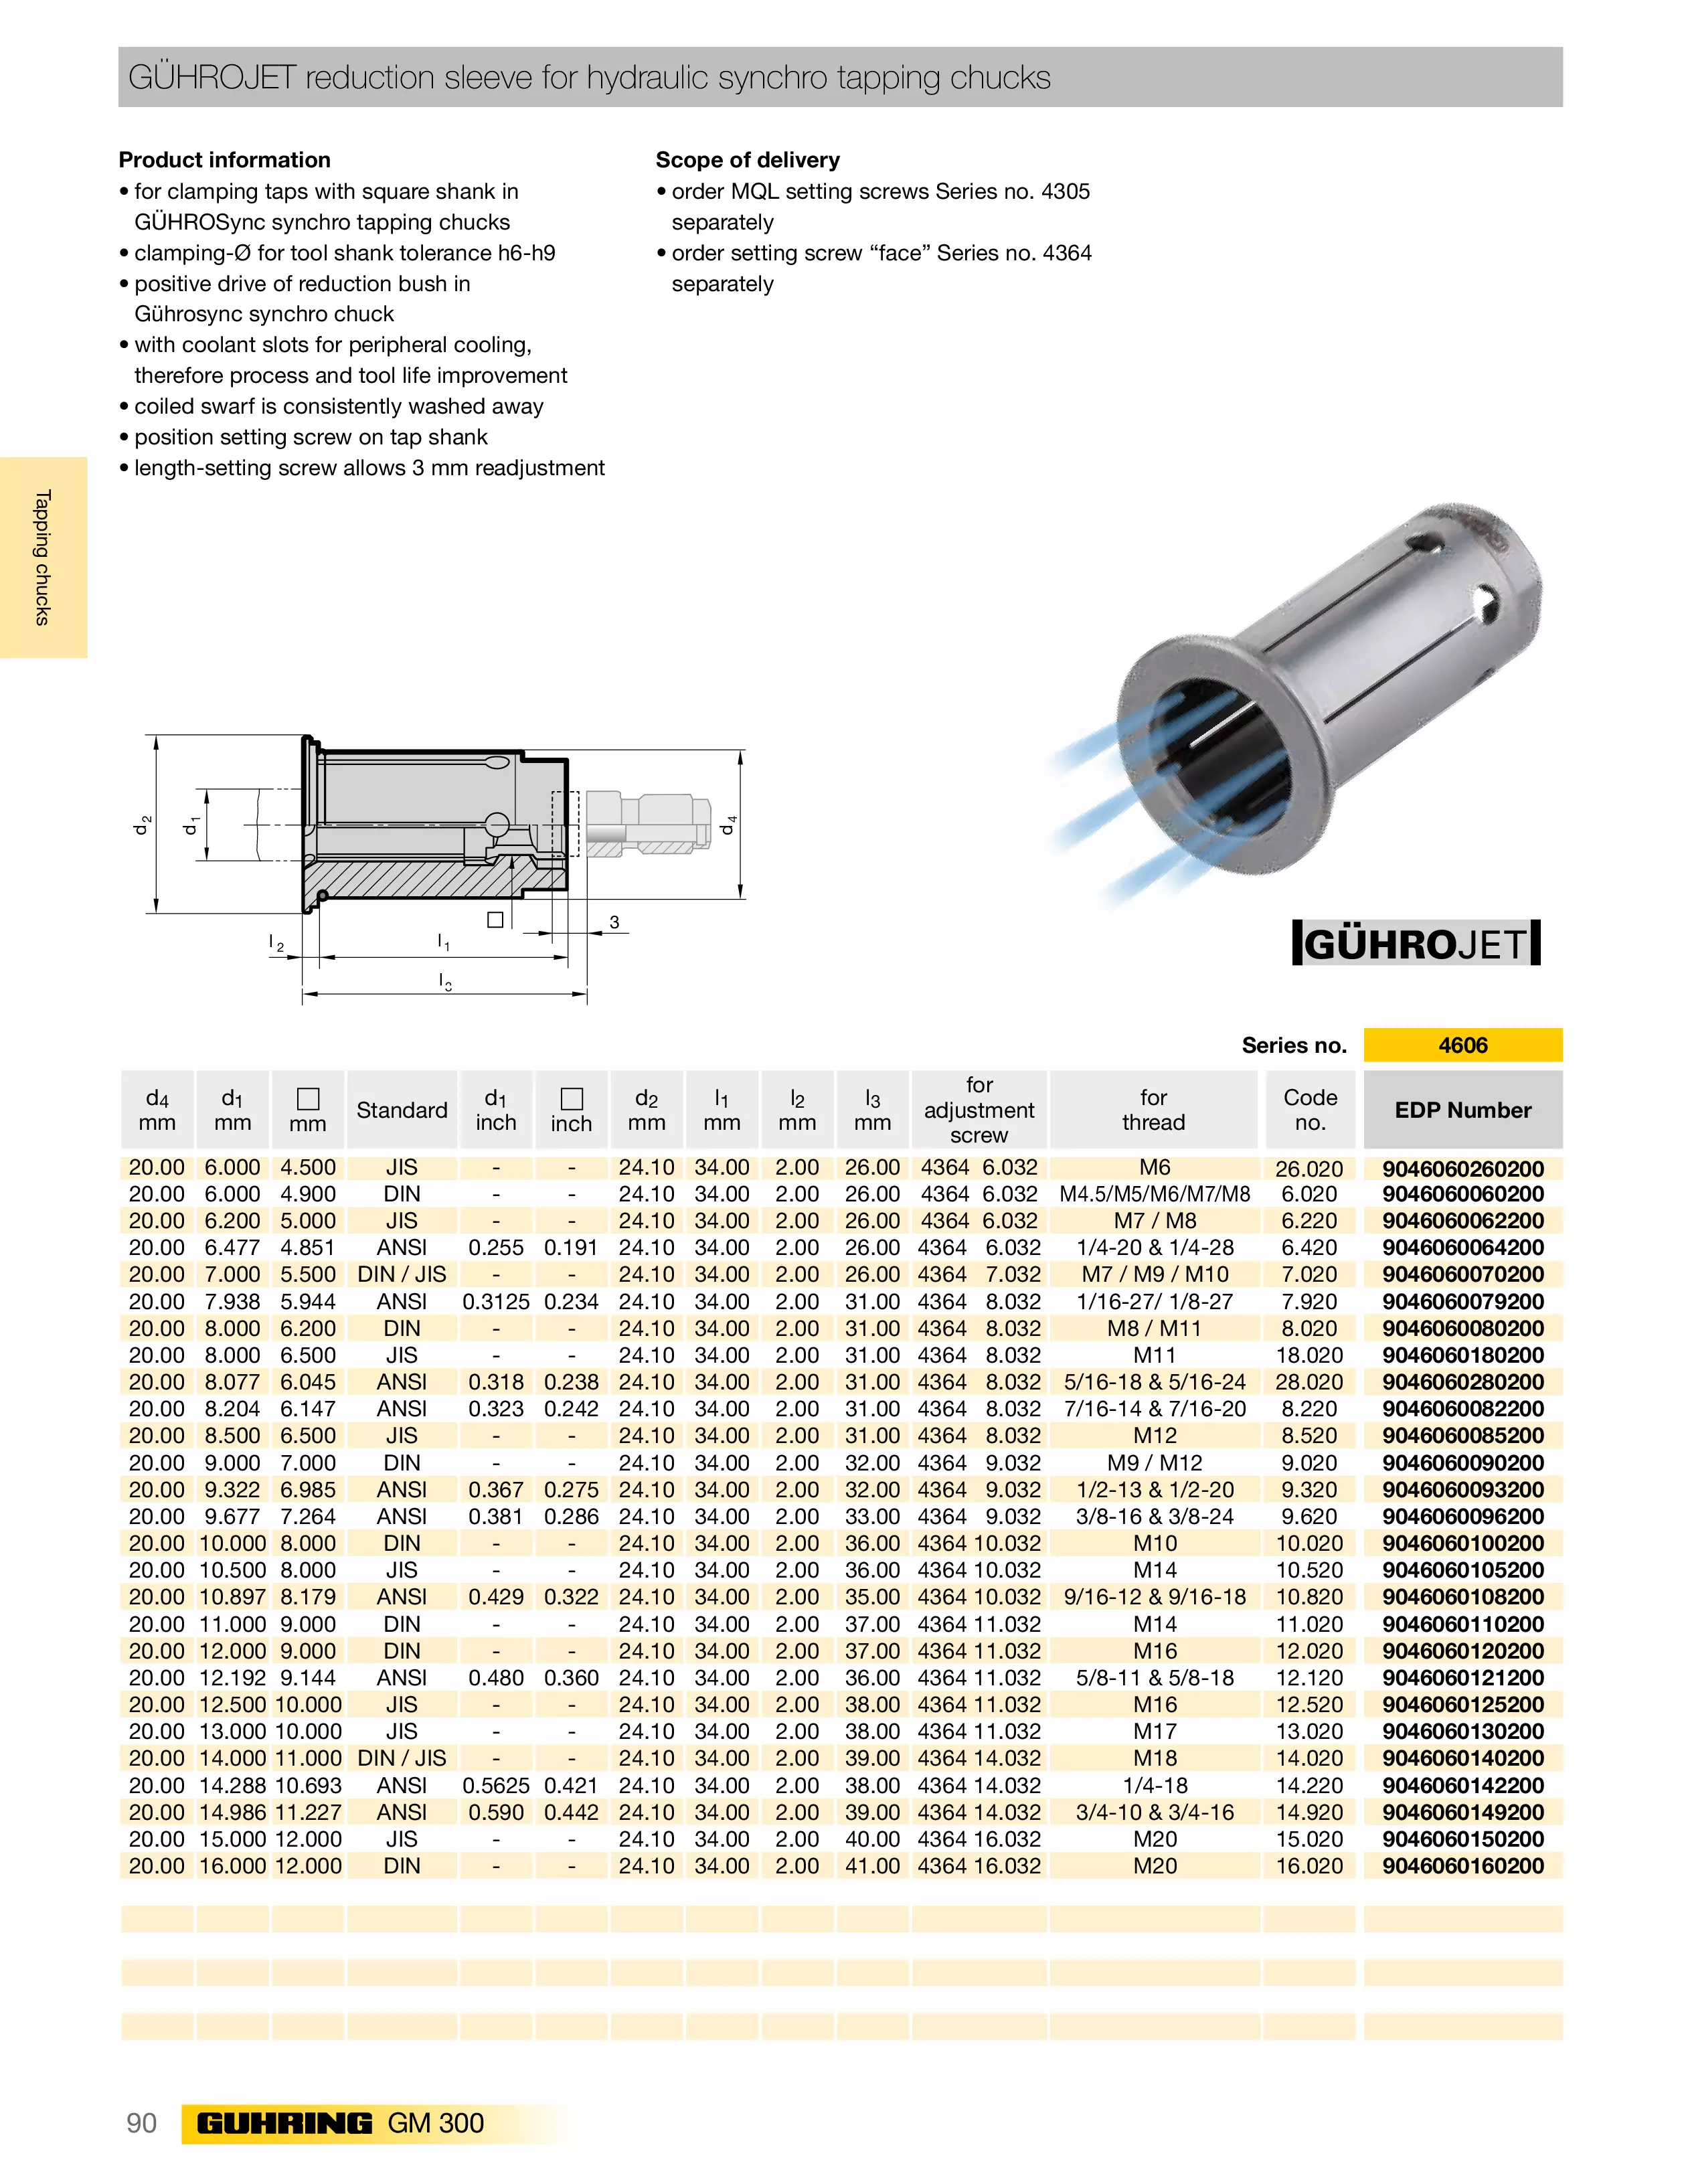 GÜHROJET reduction sleeve for hydraulic synchro tapping chucks
Product information
• for clamping taps with square shank in
GÜHROSync synchro tapping chucks
• clamping-Ø for tool shank tolerance h6-h9
• positive drive of reduction bush in
Gührosync synchro chuck
• with coolant slots for peripheral cooling,
therefore process and tool life improvement
• coiled swarf is consistently washed away
• position setting screw on tap shank
• length-setting screw allows 3 mm readjustment
Scope of delivery
• order MQL setting screws Series no. 4305
separately
• order setting screw “face” Series no. 4364
separately
Tapping chucks
d2
d1
d4
3
l2
l1
l3
GÜHROJET
Series no. 4606
d4 mm d1 mm □ mm Standard d1 inch □ inch d2 mm l1 mm l2 mm l3 mm for adjustment screw for thread Code no. EDP Number
20.00 6.000 4.500 JIS - - 24.10 34.00 2.00 26.00 4364 6.032 M6 26.020 9046060260200
20.00 6.000 4.900 DIN - - 24.10 34.00 2.00 26.00 4364 6.032 M4.5/M5/M6/M7/M8 6.020 9046060060200
20.00 6.200 5.000 JIS - - 24.10 34.00 2.00 26.00 4364 6.032 M7 / M8 6.220 9046060062200
20.00 6.477 4.851 ANSI 0.255 0.191 24.10 34.00 2.00 26.00 4364 6.032 1/4-20 & 1/4-28 6.420 9046060064200
20.00 7.000 5.500 DIN / JIS - - 24.10 34.00 2.00 26.00 4364 7.032 M7 / M9 / M10 7.020 9046060070200
20.00 7.938 5.944 ANSI 0.3125 0.234 24.10 34.00 2.00 31.00 4364 8.032 1/16-27/ 1/8-27 7.920 9046060079200
20.00 8.000 6.200 DIN - - 24.10 34.00 2.00 31.00 4364 8.032 M8 / M11 8.020 9046060080200
20.00 8.000 6.500 JIS - - 24.10 34.00 2.00 31.00 4364 8.032 M11 18.020 9046060180200
20.00 8.077 6.045 ANSI 0.318 0.238 24.10 34.00 2.00 31.00 4364 8.032 5/16-18 & 5/16-24 28.020 9046060280200
20.00 8.204 6.147 ANSI 0.323 0.242 24.10 34.00 2.00 31.00 4364 8.032 7/16-14 & 7/16-20 8.220 9046060082200
20.00 8.500 6.500 JIS - - 24.10 34.00 2.00 31.00 4364 8.032 M12 8.520 9046060085200
20.00 9.000 7.000 DIN - - 24.10 34.00 2.00 32.00 4364 9.032 M9 / M12 9.020 9046060090200
20.00 9.322 6.985 ANSI 0.367 0.275 24.10 34.00 2.00 32.00 4364 9.032 1/2-13 & 1/2-20 9.320 9046060093200
20.00 9.677 7.264 ANSI 0.381 0.286 24.10 34.00 2.00 33.00 4364 9.032 3/8-16 & 3/8-24 9.620 9046060096200
20.00 10.000 8.000 DIN - - 24.10 34.00 2.00 36.00 4364 10.032 M10 10.020 9046060100200
20.00 10.500 8.000 JIS - - 24.10 34.00 2.00 36.00 4364 10.032 M14 10.520 9046060105200
20.00 10.897 8.179 ANSI 0.429 0.322 24.10 34.00 2.00 35.00 4364 10.032 9/16-12 & 9/16-18 10.820 9046060108200
20.00 11.000 9.000 DIN - - 24.10 34.00 2.00 37.00 4364 11.032 M14 11.020 9046060110200
20.00 12.000 9.000 DIN - - 24.10 34.00 2.00 37.00 4364 11.032 M16 12.020 9046060120200
20.00 12.192 9.144 ANSI 0.480 0.360 24.10 34.00 2.00 36.00 4364 11.032 5/8-11 & 5/8-18 12.120 9046060121200
20.00 12.500 10.000 JIS - - 24.10 34.00 2.00 38.00 4364 11.032 M16 12.520 9046060125200
20.00 13.000 10.000 JIS - - 24.10 34.00 2.00 38.00 4364 11.032 M17 13.020 9046060130200
20.00 14.000 11.000 DIN / JIS - - 24.10 34.00 2.00 39.00 4364 14.032 M18 14.020 9046060140200
20.00 14.288 10.693 ANSI 0.5625 0.421 24.10 34.00 2.00 38.00 4364 14.032 1/4-18 14.220 9046060142200
20.00 14.986 11.227 ANSI 0.590 0.442 24.10 34.00 2.00 39.00 4364 14.032 3/4-10 & 3/4-16 14.920 9046060149200
20.00 15.000 12.000 JIS - - 24.10 34.00 2.00 40.00 4364 16.032 M20 15.020 9046060150200
20.00 16.000 12.000 DIN - - 24.10 34.00 2.00 41.00 4364 16.032 M20 16.020 9046060160200
90 GUHRING GM 300